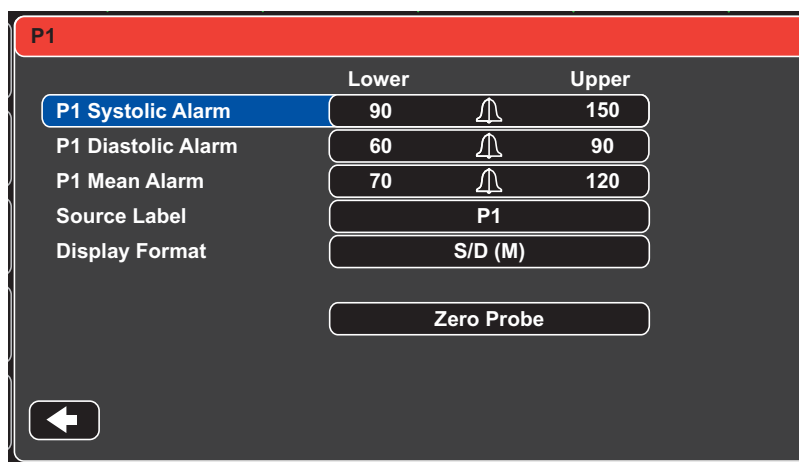 P1
Lower Upper
P1 Systolic Alarm 90 150
P1 Diastolic Alarm 60 90
P1 Mean Alarm 70 120
Source Label P1
Display Format S/D (M)
Zero Probe